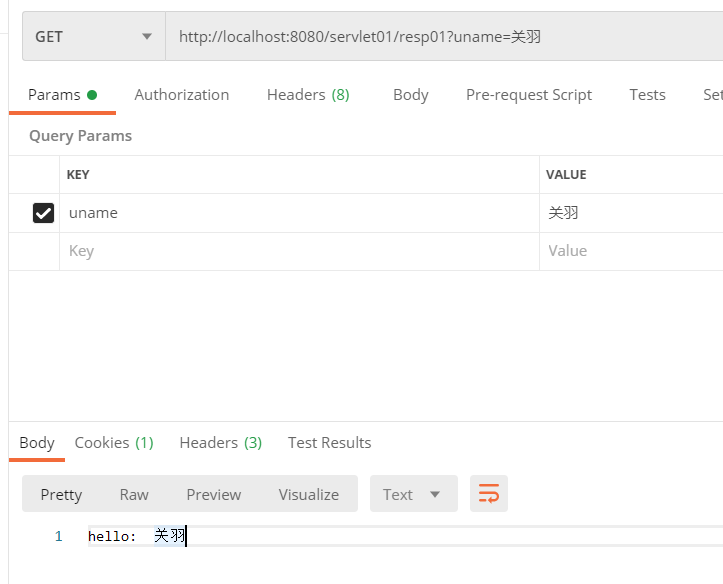 GET http://localhost:8080/servlet01/resp01?uname=关羽
Params Authorization Headers (8) Body Pre-request Script Tests Set
Query Params
KEY VALUE
uname 关羽
Key Value
Body Cookies (1) Headers (3) Test Results
Pretty Raw Preview Visualize Text
1 hello: 关羽